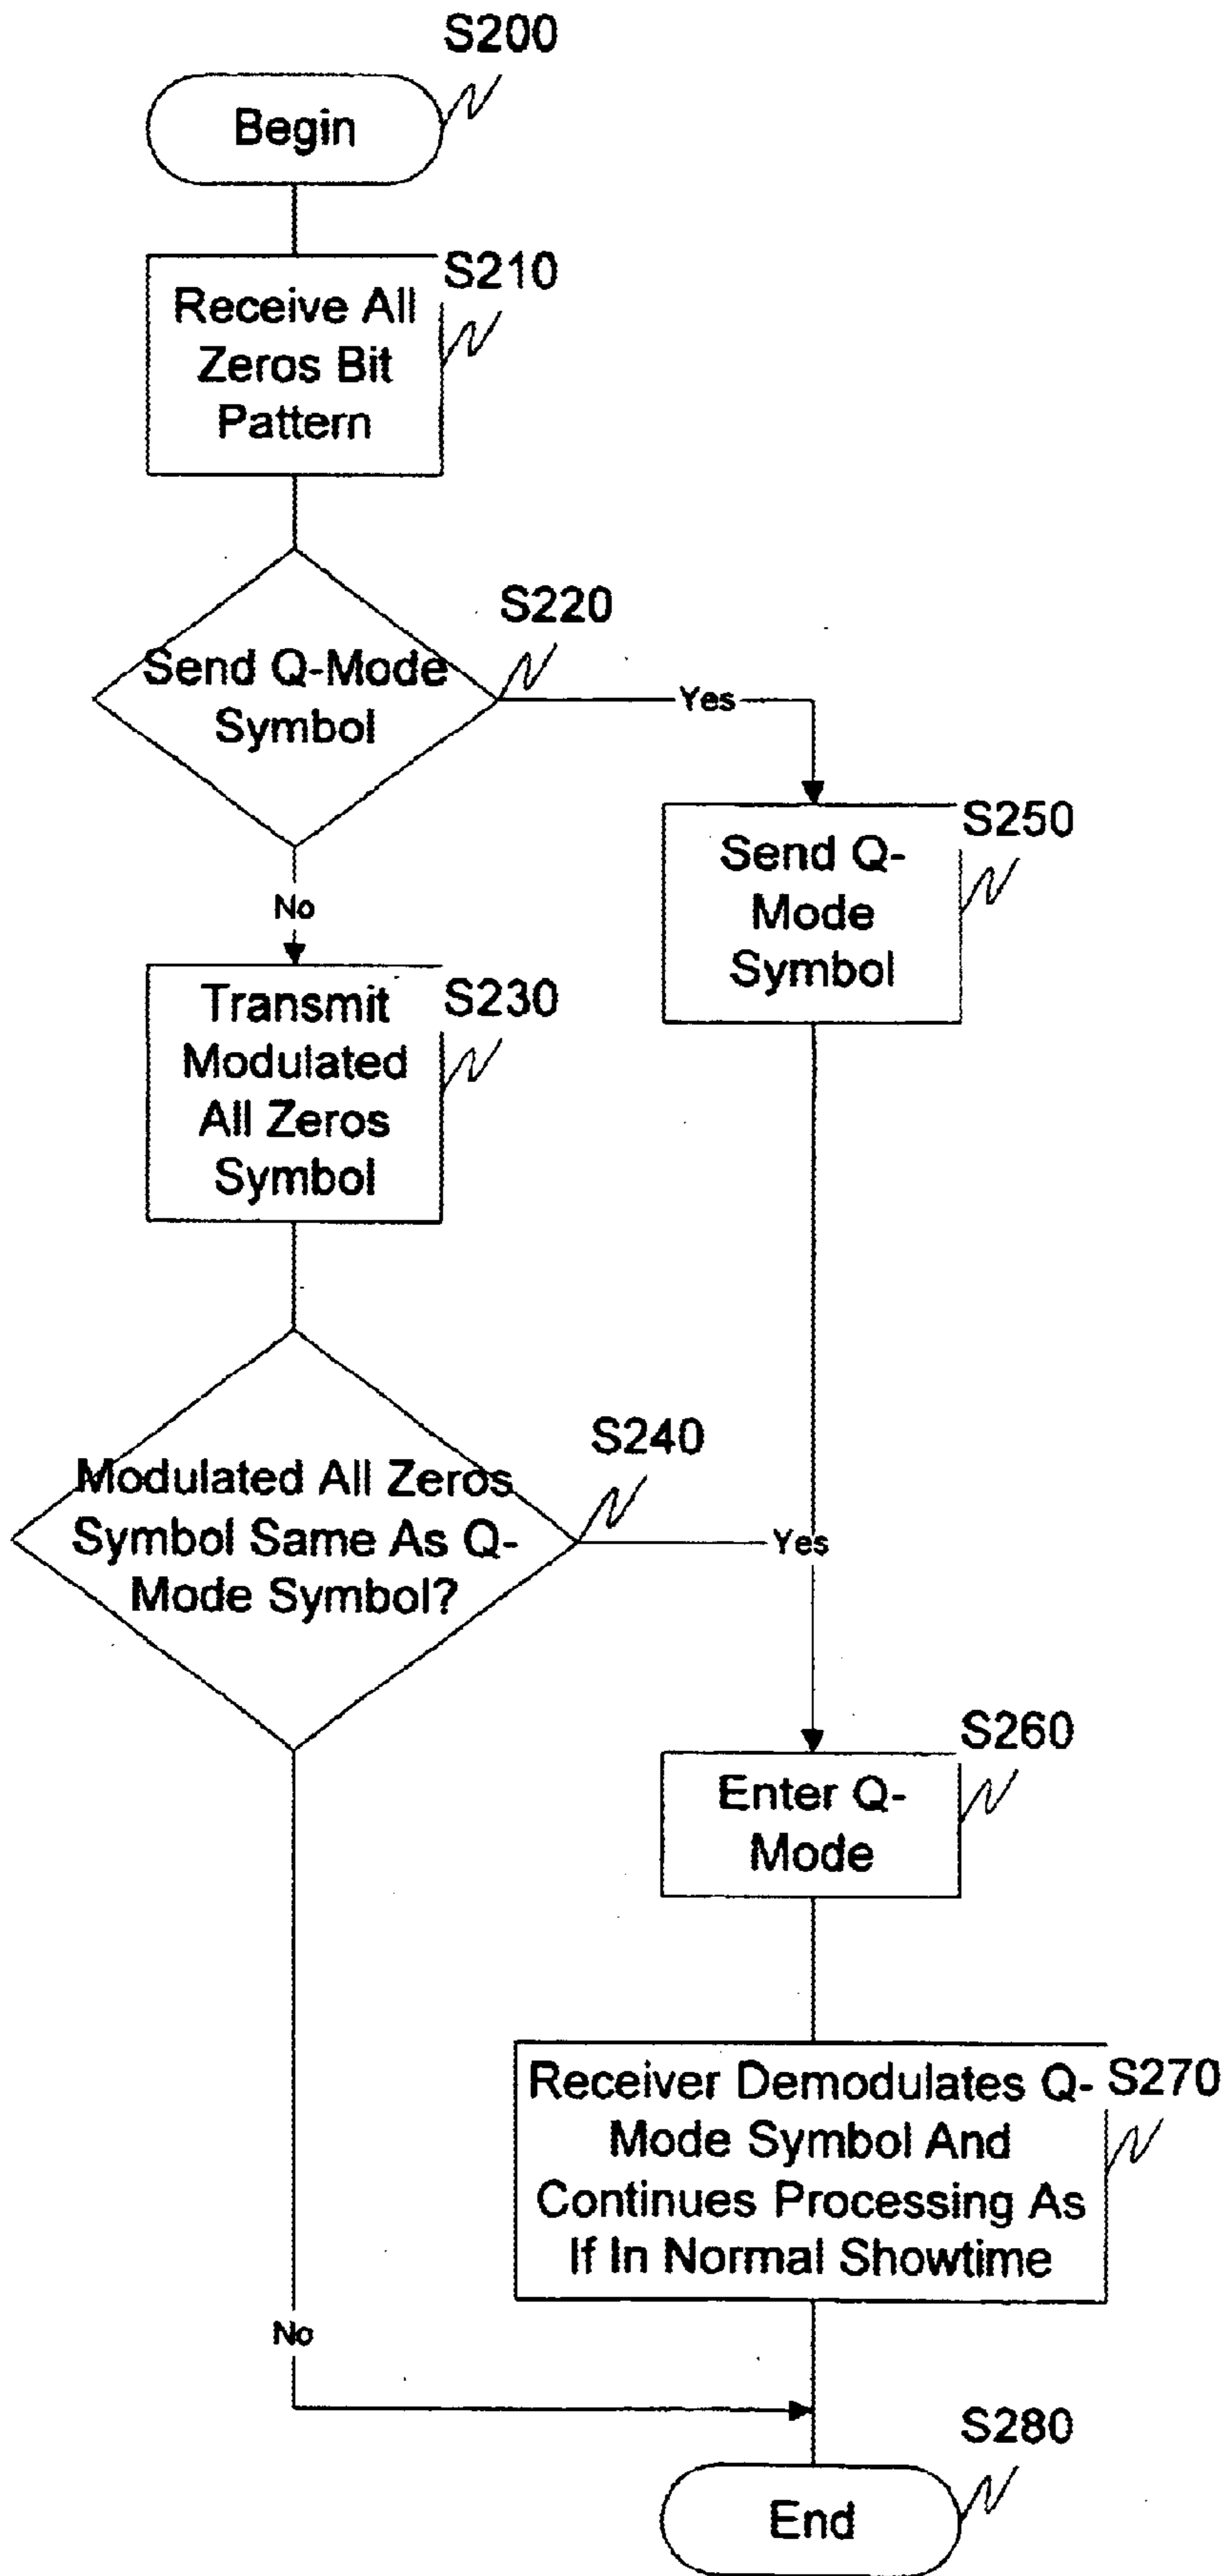 S200
Begin
S210
Receive All
Zeros Bit
Pattern
S220
Send Q-Mode
Symbol
Yes
No
S250
Send Q-
Mode
Symbol
S230
Transmit
Modulated
All Zeros
Symbol
S240
Modulated All Zeros
Symbol Same As Q-
Mode Symbol?
Yes
No
S260
Enter Q-
Mode
S270
Receiver Demodulates Q-
Mode Symbol And
Continues Processing As
If In Normal Showtime
S280
End